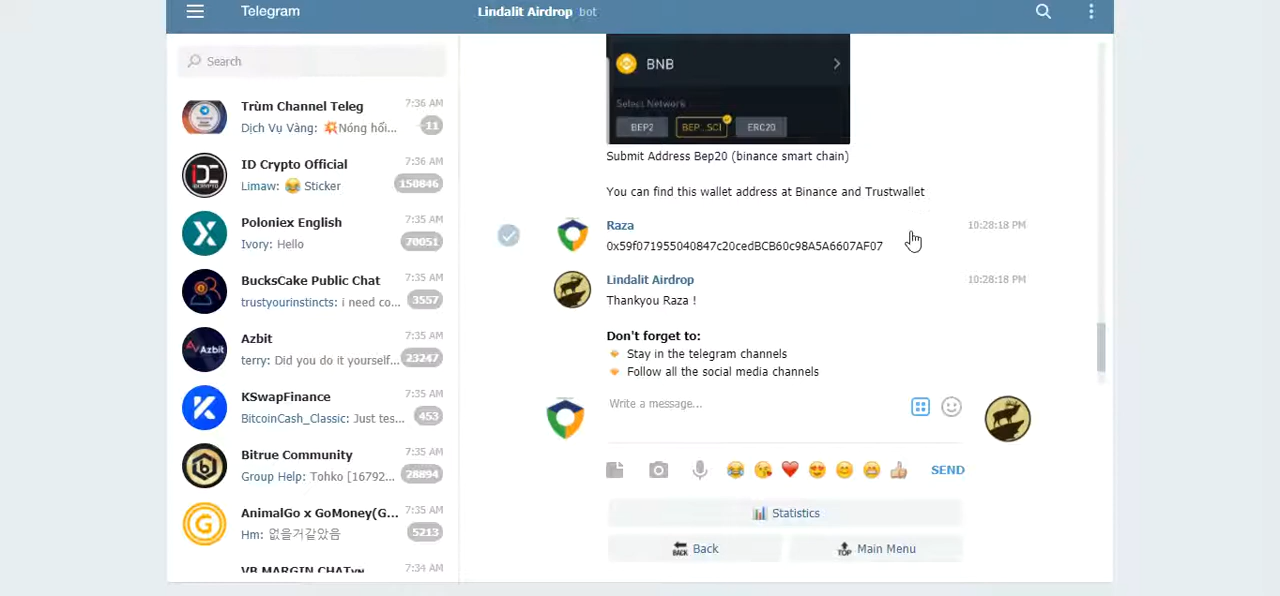 Telegram
Lindalit Airdrop bot
Search
Trùm Channel Teleg 7:36 AM
Dịch Vụ Vàng: 💥Nóng hổi... 11
ID Crypto Official 7:36 AM
Limaw: 😂 Sticker 150846
Poloniex English 7:35 AM
Ivory: Hello 70051
BucksCake Public Chat 7:35 AM
trustyourinstincts: i need co... 3557
Azbit 7:35 AM
terry: Did you do it yourself... 23247
KSwapFinance 7:35 AM
BitcoinCash_Classic: Just tes... 453
Bitrue Community 7:35 AM
Group Help: Tohko [16792... 28894
AnimalGo x GoMoney(G... 7:35 AM
Hm: 없을거같았음 5213
VB MARGIN CHAT 7:34 AM
BNB
Select Network
BEP2 BEP...SC) ERC20
Submit Address Bep20 (binance smart chain)
You can find this wallet address at Binance and Trustwallet
Raza 10:28:18 PM
0x59f071955040847c20cedBCB60c98A5A6607AF07
Lindalit Airdrop 10:28:18 PM
Thankyou Raza !
Don't forget to:
🔸 Stay in the telegram channels
🔸 Follow all the social media channels
Write a message...
😂 😘 ❤️ 😍 😊 😁 👍 SEND
📊 Statistics
🔙 Back 🔝 Main Menu